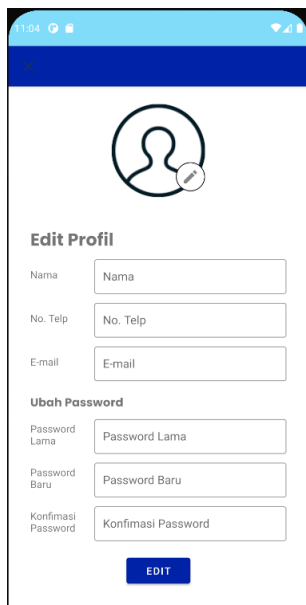 11:04
Edit Profil
Nama
Nama
No. Telp
No. Telp
E-mail
E-mail
Ubah Password
Password
Lama
Password Lama
Password
Baru
Password Baru
Konfimasi
Password
Konfimasi Password
EDIT